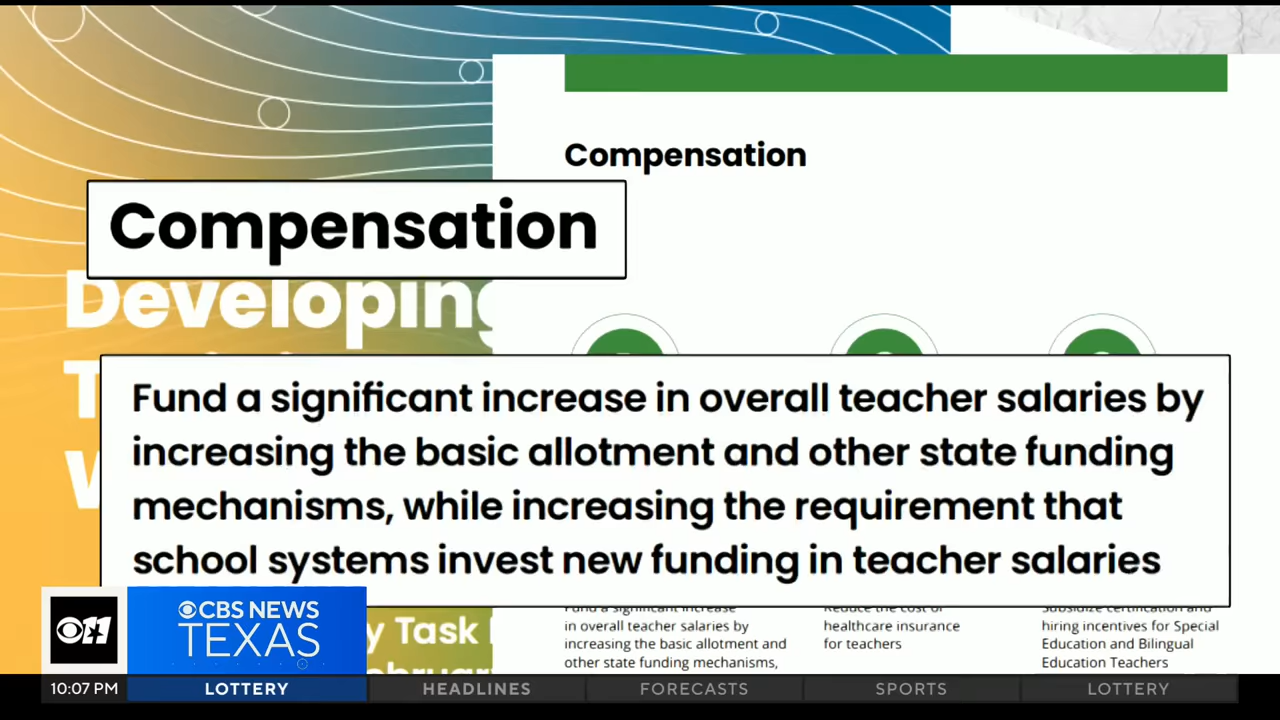 Compensation
Compensation
Developing
Fund a significant increase in overall teacher salaries by
increasing the basic allotment and other state funding
mechanisms, while increasing the requirement that
school systems invest new funding in teacher salaries
Fund a significant increase
in overall teacher salaries by
increasing the basic allotment and
other state funding mechanisms,
Reduce the cost of
healthcare insurance
for teachers
Subsidize certification and
hiring incentives for Special
Education and Bilingual
Education Teachers
y Task
11
CBS NEWS
TEXAS
10:07 PM
LOTTERY
HEADLINES
FORECASTS
SPORTS
LOTTERY